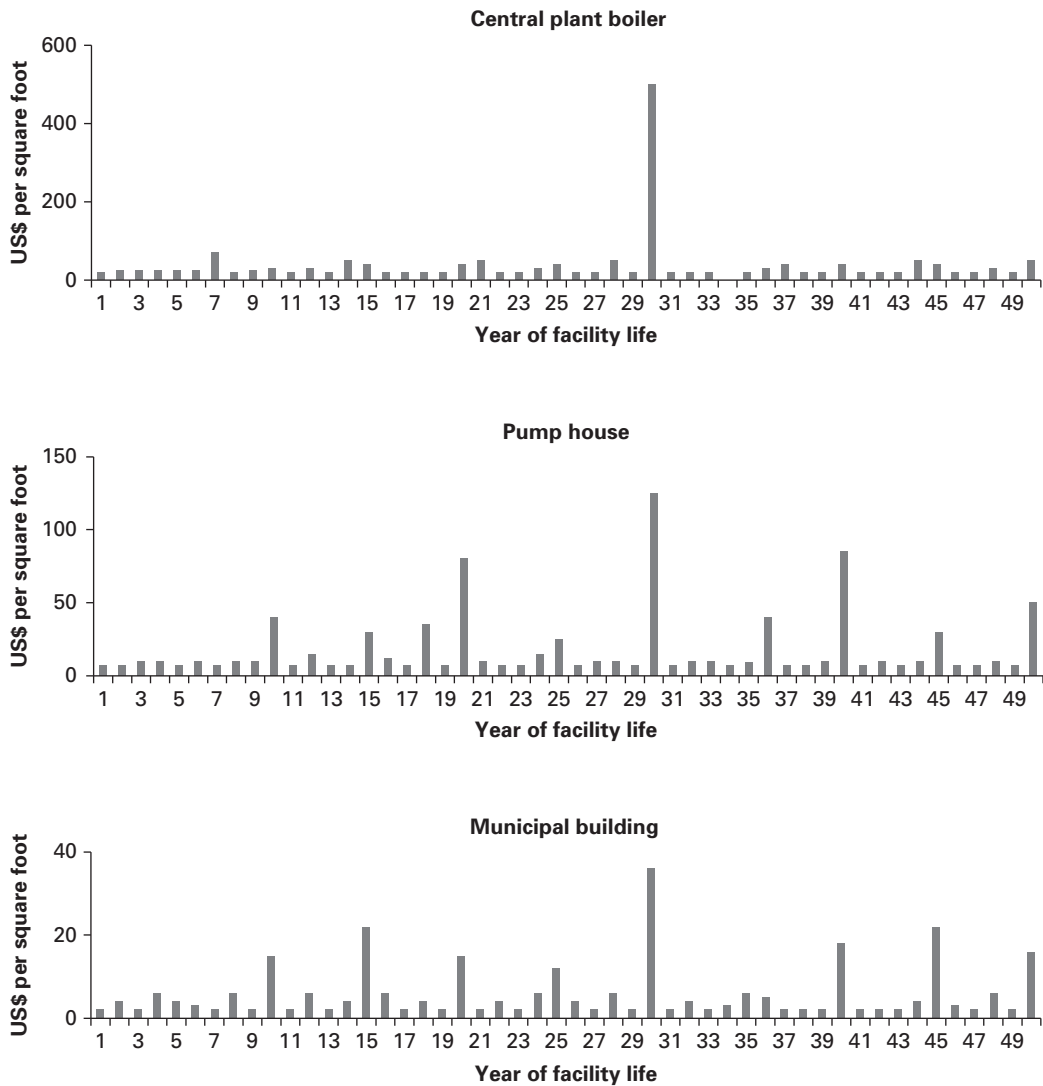 Central plant boiler
US$ per square foot
600
400
200
0
1 3 5 7 9 11 13 15 17 19 21 23 25 27 29 31 33 35 37 39 41 43 45 47 49
Year of facility life
Pump house
US$ per square foot
150
100
50
0
1 3 5 7 9 11 13 15 17 19 21 23 25 27 29 31 33 35 37 39 41 43 45 47 49
Year of facility life
Municipal building
US$ per square foot
40
20
0
1 3 5 7 9 11 13 15 17 19 21 23 25 27 29 31 33 35 37 39 41 43 45 47 49
Year of facility life